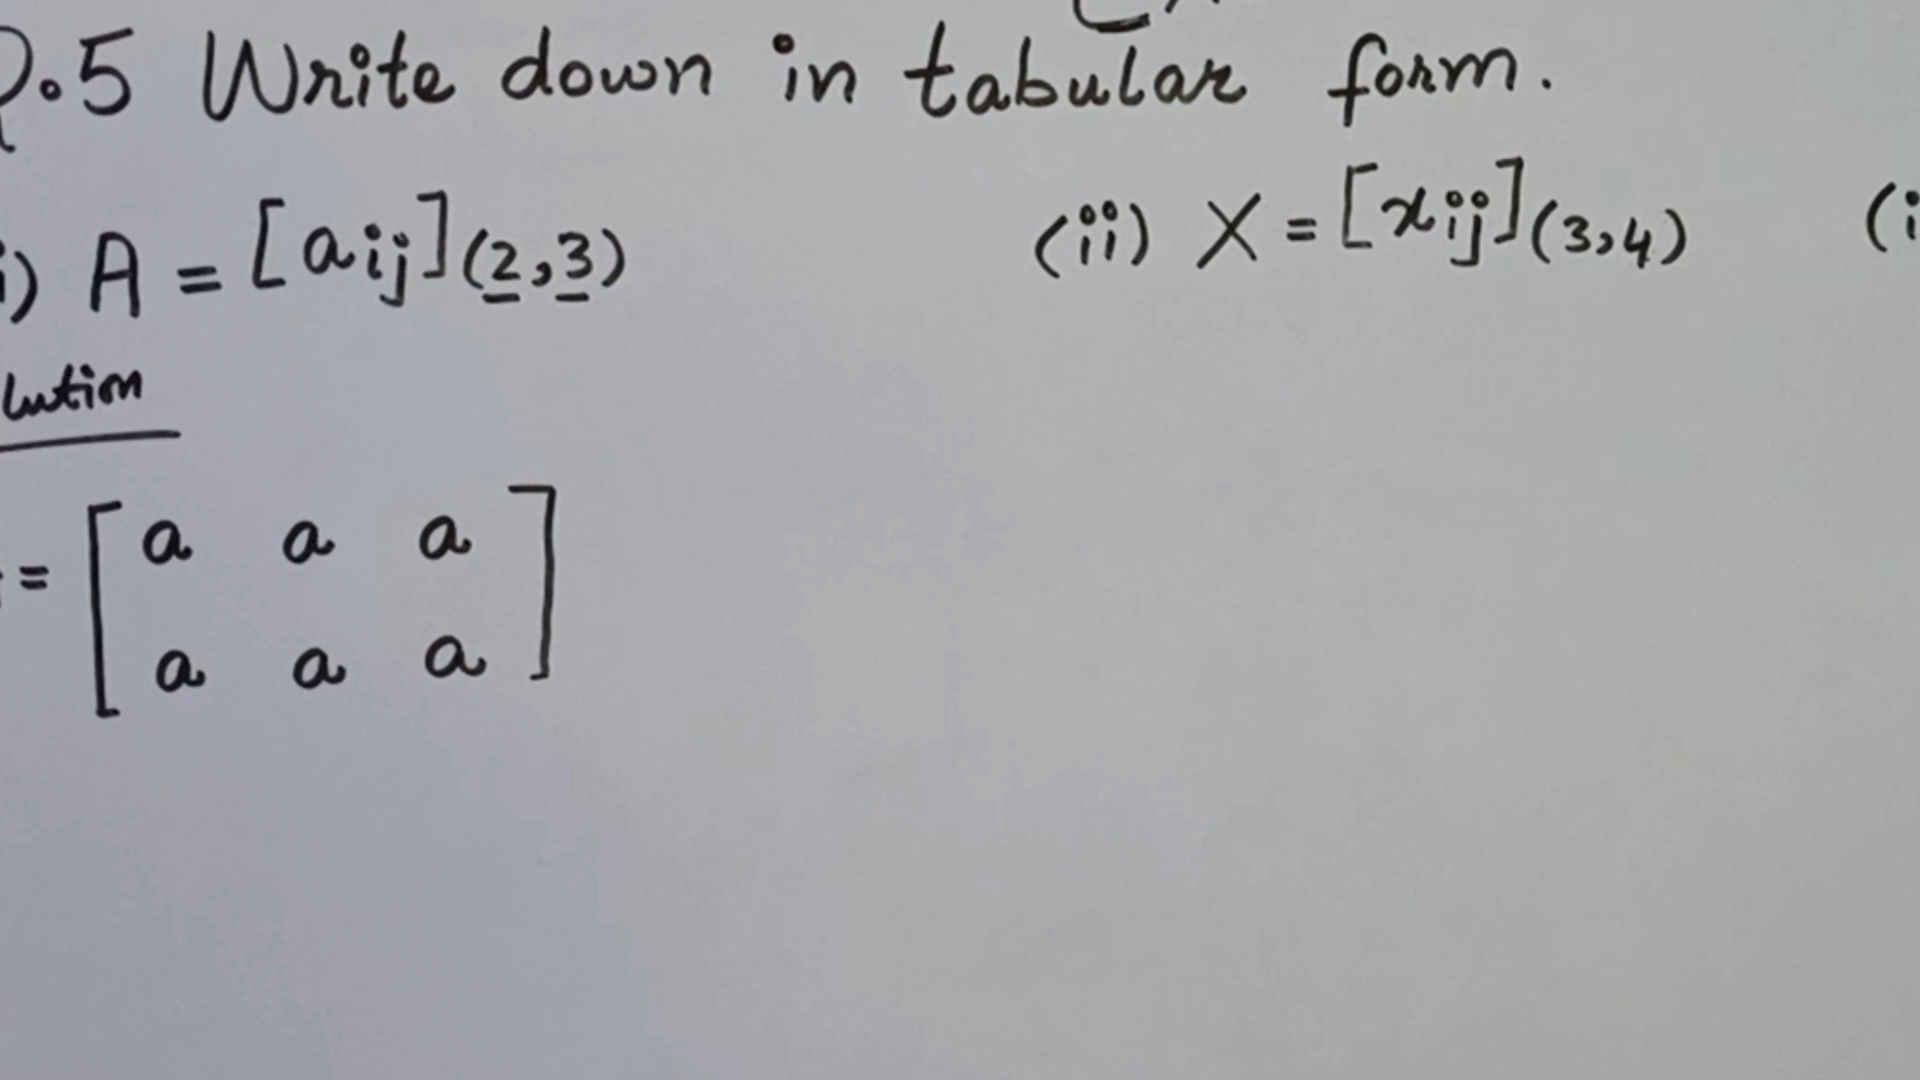 .5 Write down in tabular form.
i) A = [aij](2,3) (ii) X = [xij](3,4) (i
lution
= [a a a
a a a]